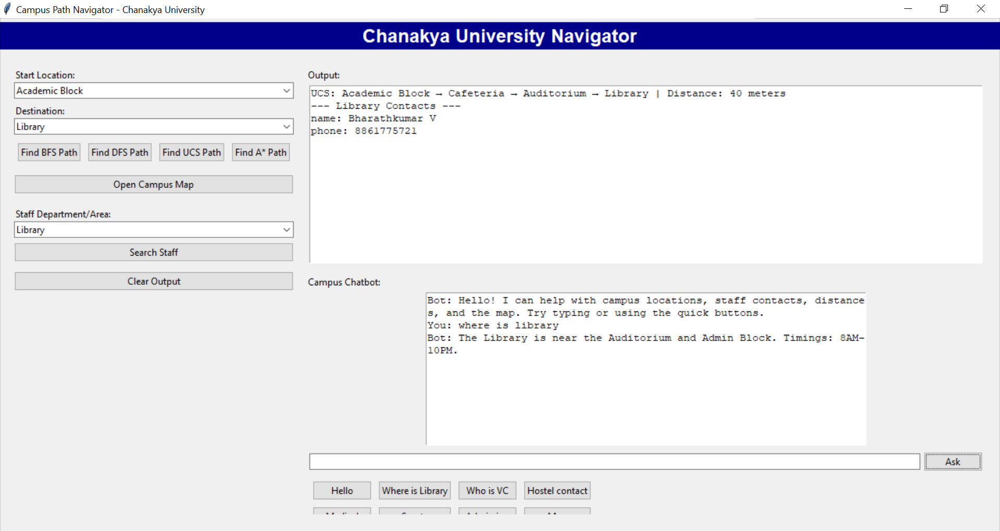 Campus Path Navigator - Chanakya University
Chanakya University Navigator
Start Location:
Academic Block
Destination:
Library
Find BFS Path
Find DFS Path
Find UCS Path
Find A* Path
Open Campus Map
Staff Department/Area:
Library
Search Staff
Clear Output
Output:
UCS: Academic Block → Cafeteria → Auditorium → Library | Distance: 40 meters
--- Library Contacts ---
name: Bharathkumar V
phone: 8861775721
Campus Chatbot:
Bot: Hello! I can help with campus locations, staff contacts, distance
s, and the map. Try typing or using the quick buttons.
You: where is library
Bot: The Library is near the Auditorium and Admin Block. Timings: 8AM-
10PM.
Ask
Hello
Where is Library
Who is VC
Hostel contact